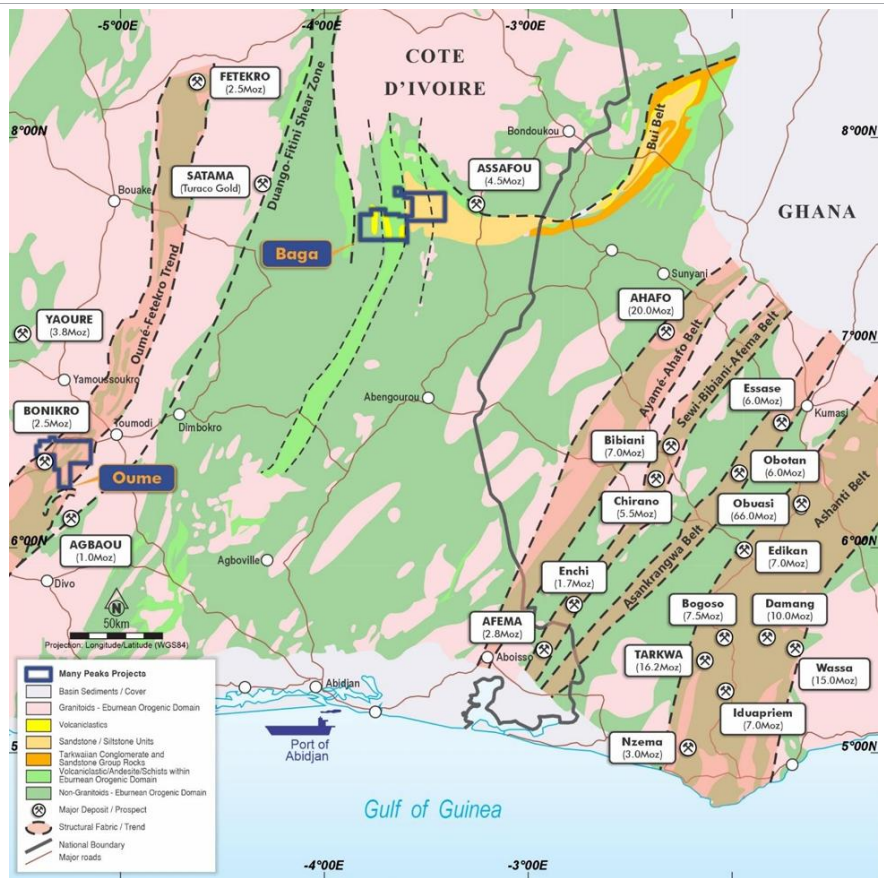 -5°00E
-4°00E
-3°00E
COTE
D'IVOIRE
FETEKRO
(2.5Moz)
8°00N
8°00N
Bondoukou
Bui Belt
Duango-Fitini Shear Zone
SATAMA
(Turaco Gold)
ASSAFOU
(4.5Moz)
Bouake
GHANA
Baga
Sunyani
Oumé-Fetekro Trend
AHAFO
(20.0Moz)
YAOURE
(3.8Moz)
7°00N
7°00N
Ayamé-Ahafo Belt
Sewi-Bibiani-Afema Belt
Yamoussoukro
Abengourou
Essase
(6.0Moz)
Kumasi
BONIKRO
(2.5Moz)
Toumodi
Dimbokro
Bibiani
(7.0Moz)
Obotan
(6.0Moz)
Oume
Chirano
(5.5Moz)
Obuasi
(66.0Moz)
Ashanti Belt
AGBAOU
(1.0Moz)
6°00N
6°00N
Asankrangwa Belt
Edikan
(7.0Moz)
Agboville
Divo
Enchi
(1.7Moz)
N
50km
Projection: Longitude/Latitude (WGS84)
AFEMA
(2.8Moz)
Bogoso
(7.5Moz)
Damang
(10.0Moz)
Aboisso
TARKWA
(16.2Moz)
Wassa
(15.0Moz)
Abidjan
Iduapriem
(7.0Moz)
Port of
Abidjan
Nzema
(3.0Moz)
5°00N
Gulf of Guinea
Many Peaks Projects
Basin Sediments / Cover
Granitoids - Eburnean Orogenic Domain
Volcaniclastics
Sandstone / Siltstone Units
Tarkwaiian Conglomerate and
Sandstone Group Rocks
Volcaniclastic/Andesite/Schists within
Eburnean Orogenic Domain
Non-Granitoids - Eburnean Orogenic Domain
Major Deposit / Prospect
Structural Fabric / Trend
National Boundary
Major roads
-4°00E
-3°00E